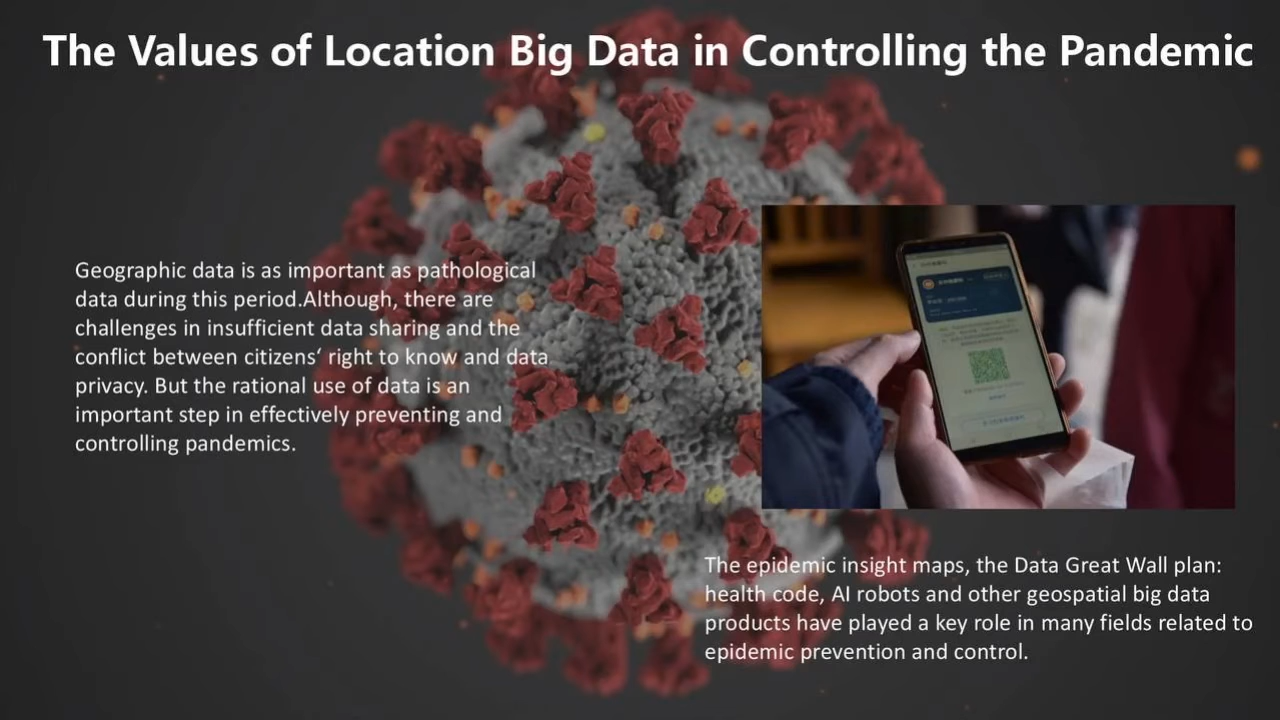 The Values of Location Big Data in Controlling the Pandemic
Geographic data is as important as pathological
data during this period.Although, there are
challenges in insufficient data sharing and the
conflict between citizens‘ right to know and data
privacy. But the rational use of data is an
important step in effectively preventing and
controlling pandemics.
The epidemic insight maps, the Data Great Wall plan:
health code, AI robots and other geospatial big data
products have played a key role in many fields related to
epidemic prevention and control.